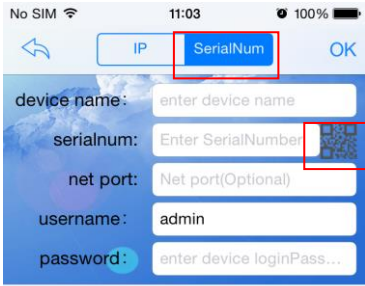 No SIM 11:03 100%
IP SerialNum OK
device name: enter device name
serialnum: Enter SerialNumber
net port: Net port(Optional)
username: admin
password: enter device loginPass...